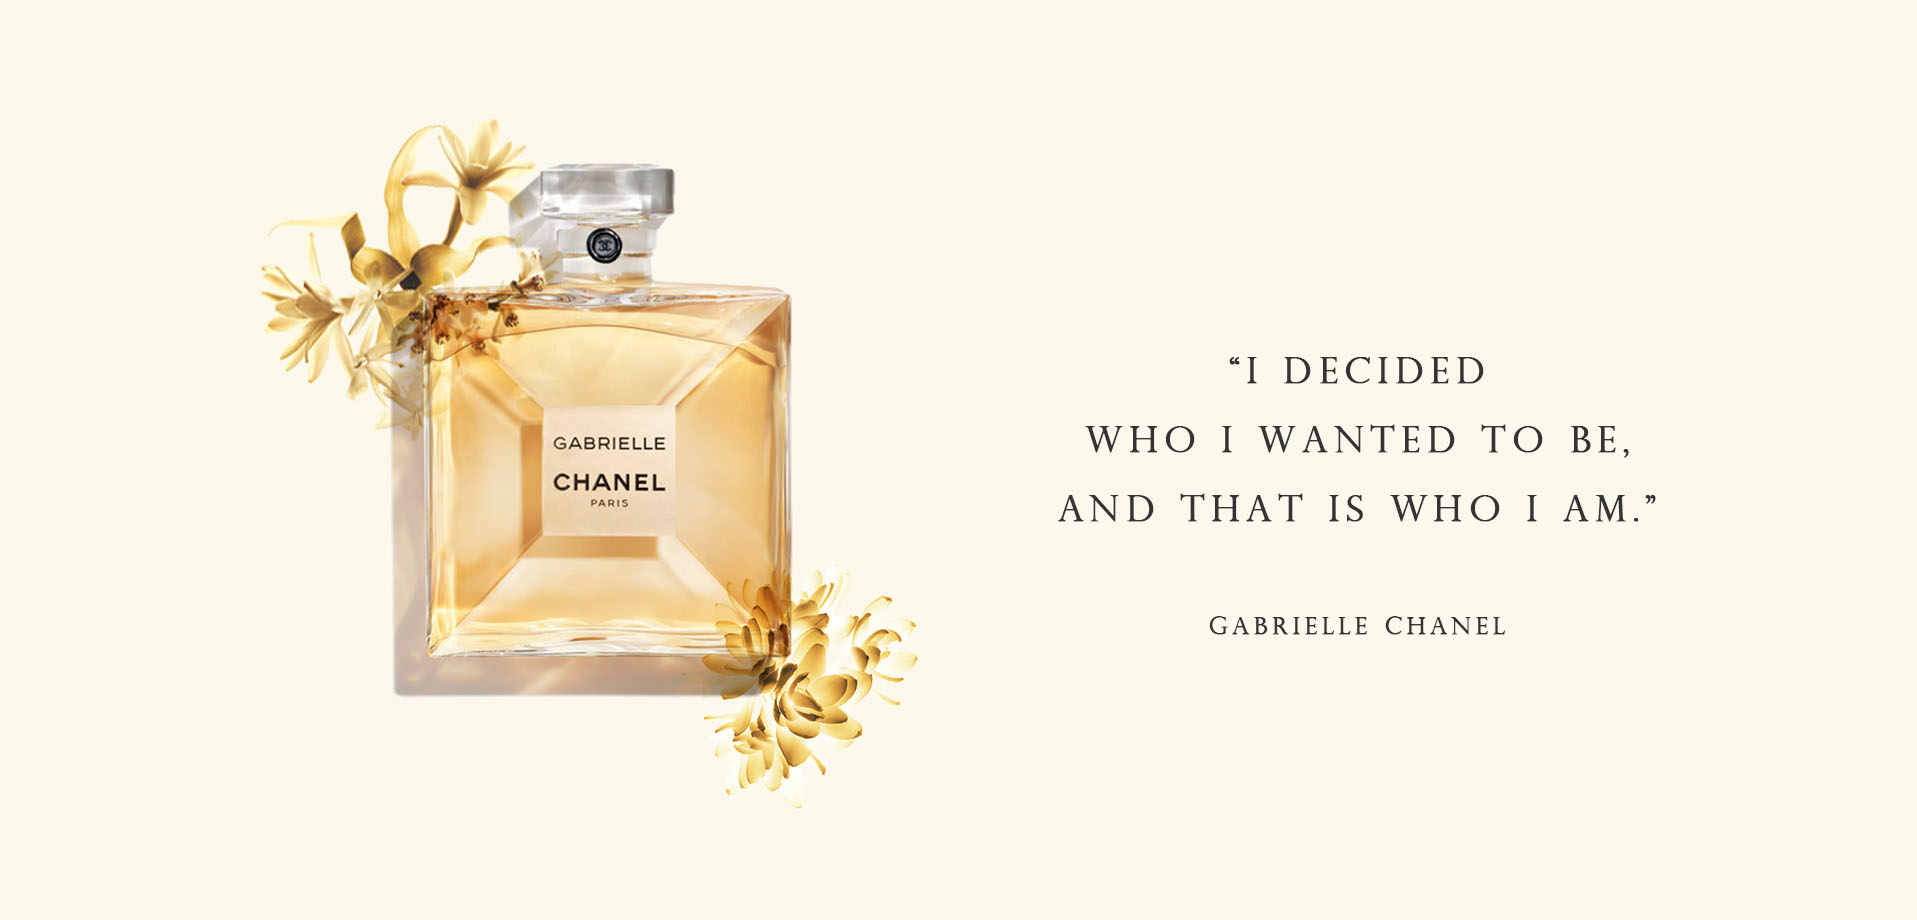 GABRIELLE
CHANEL
PARIS
“I DECIDED
WHO I WANTED TO BE,
AND THAT IS WHO I AM.”
GABRIELLE CHANEL